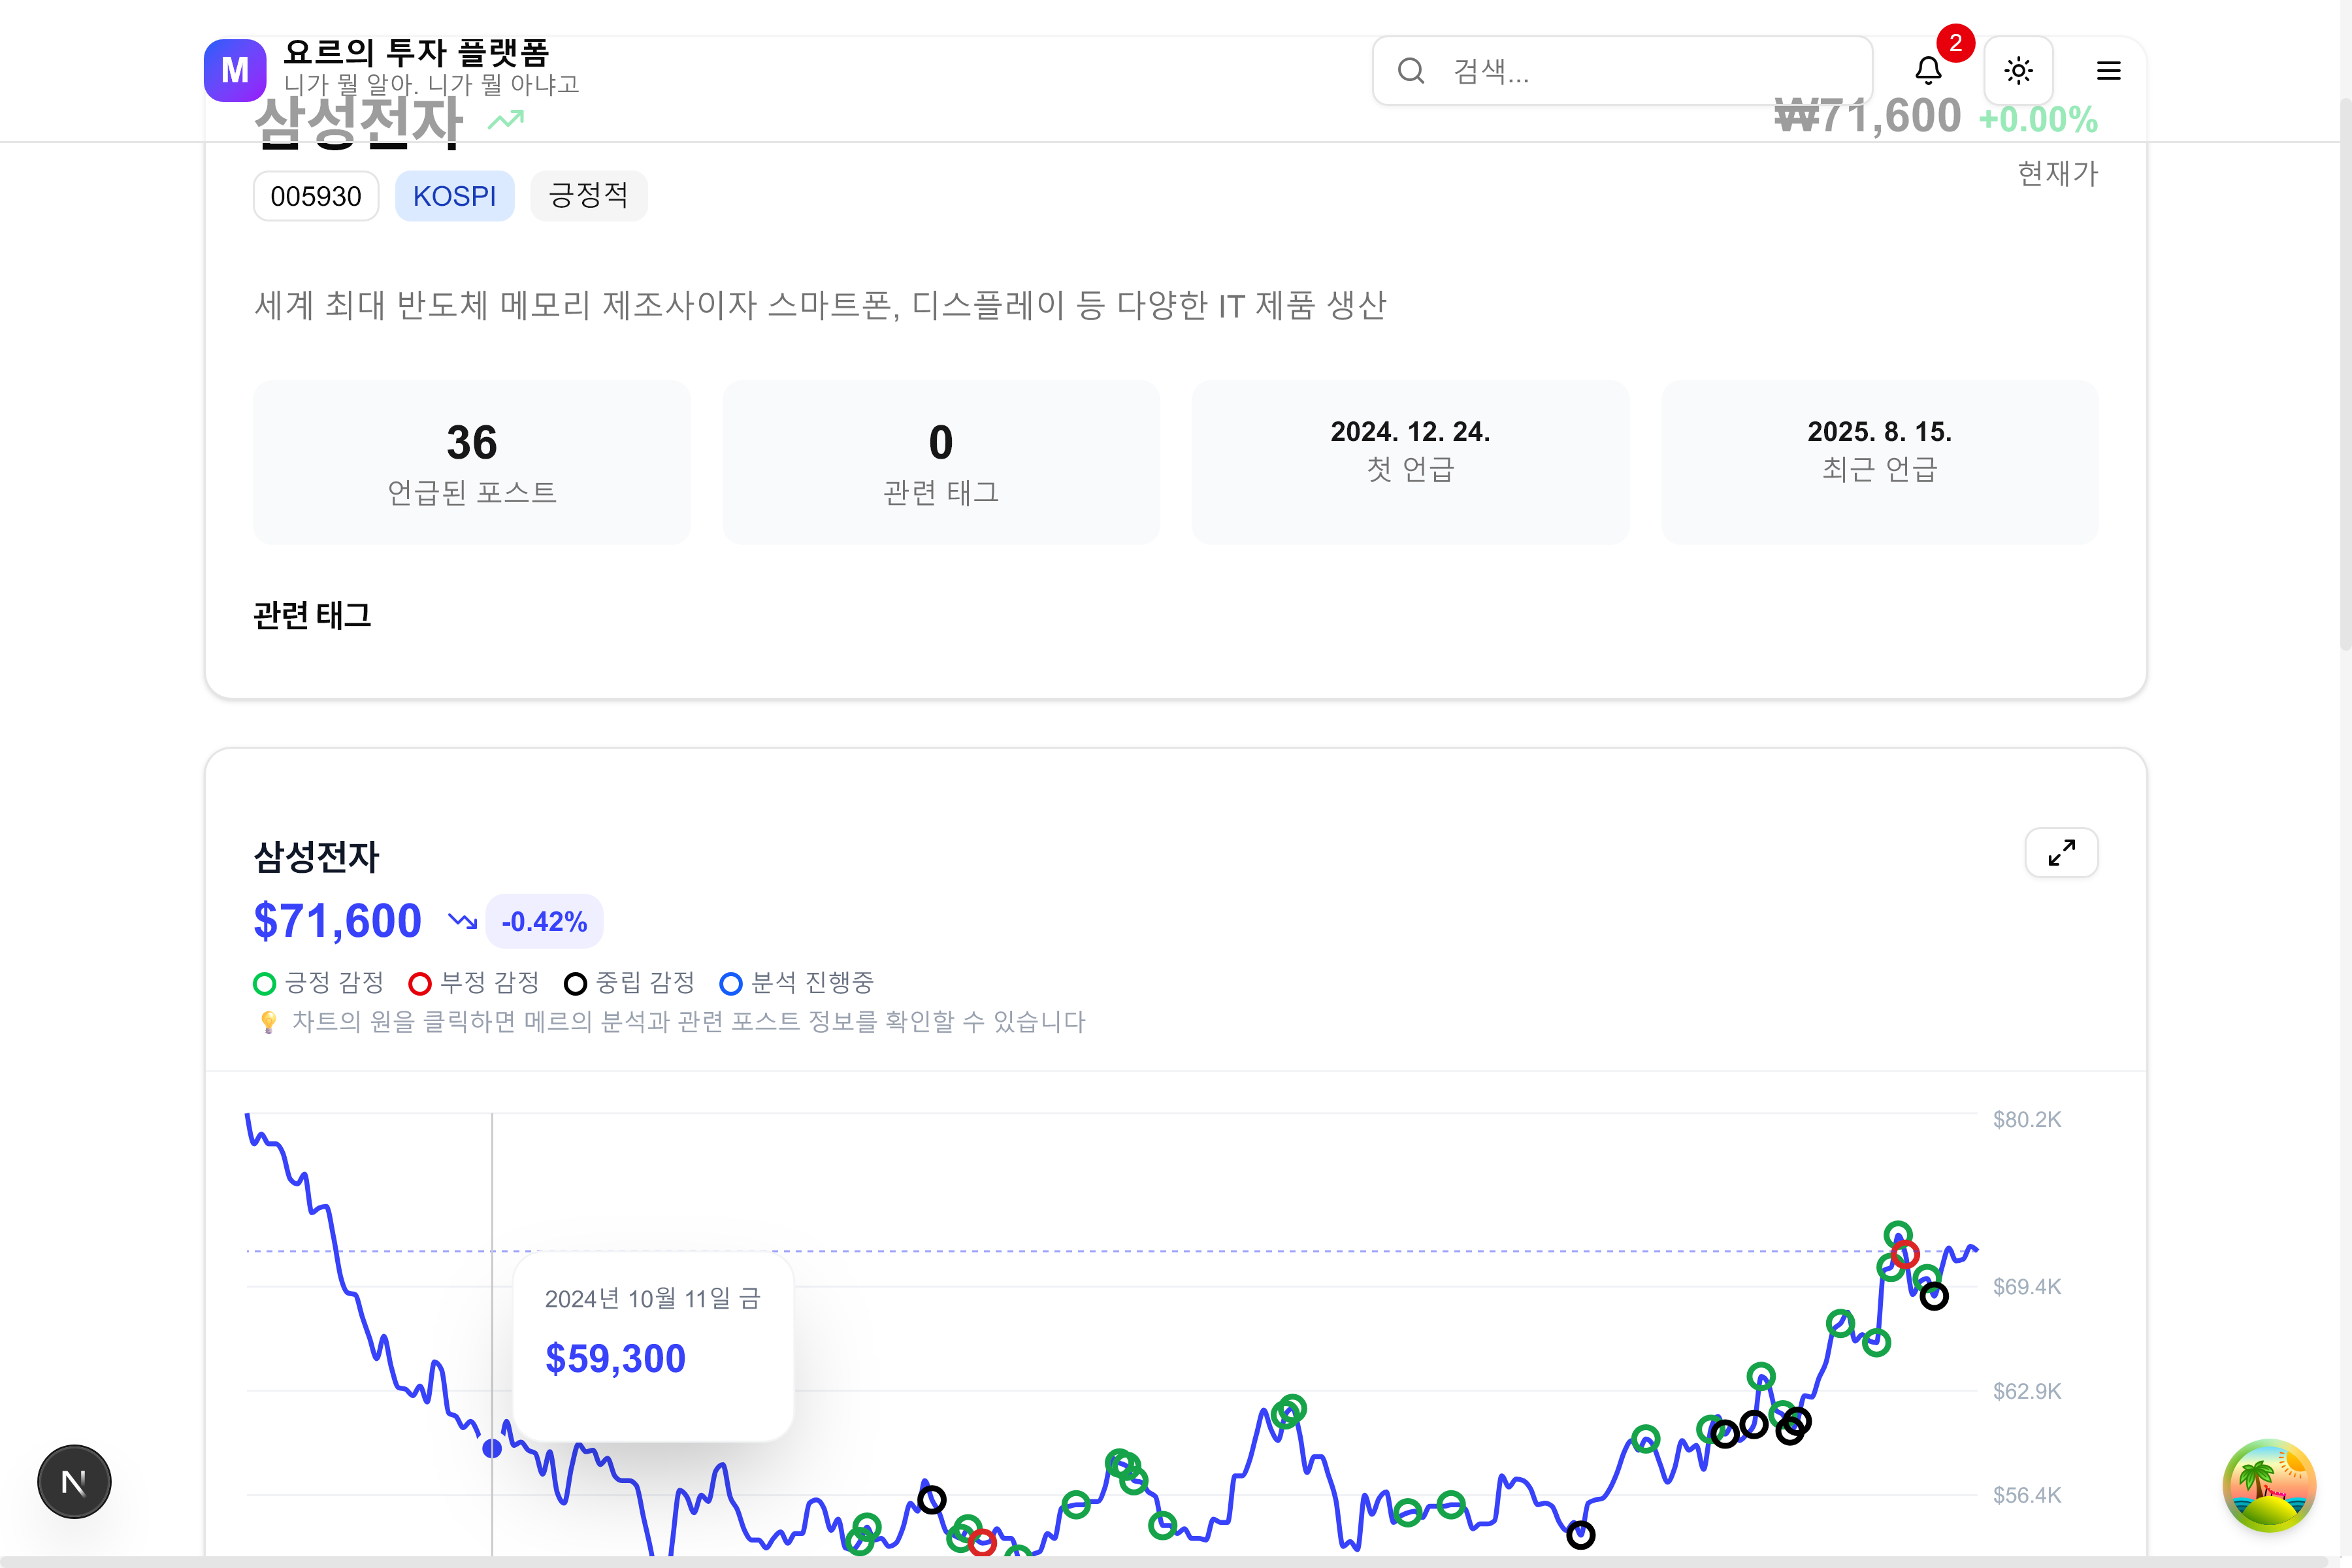 M
요르의 투자 플랫폼
니가 뭘 알아. 니가 뭘 아냐고
검색...
2
삼성전자
₩71,600 +0.00%
현재가
005930 KOSPI 긍정적
세계 최대 반도체 메모리 제조사이자 스마트폰, 디스플레이 등 다양한 IT 제품 생산
36
언급된 포스트
0
관련 태그
2024. 12. 24.
첫 언급
2025. 8. 15.
최근 언급
관련 태그
삼성전자
$71,600 -0.42%
긍정 감정 부정 감정 중립 감정 분석 진행중
차트의 원을 클릭하면 메르의 분석과 관련 포스트 정보를 확인할 수 있습니다
$80.2K
2024년 10월 11일 금
$59,300
$69.4K
$62.9K
$56.4K
N